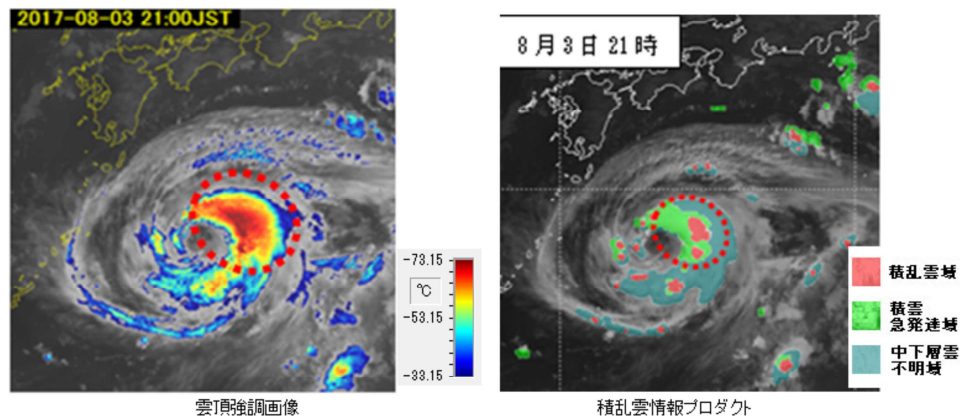 2017-08-03 21:00JST
8月3日21時
-73.15
℃
-53.15
-33.15
積乱雲域
積雲
急発達域
中下層雲
不明域
雲頂強調画像
積乱雲情報プロダクト